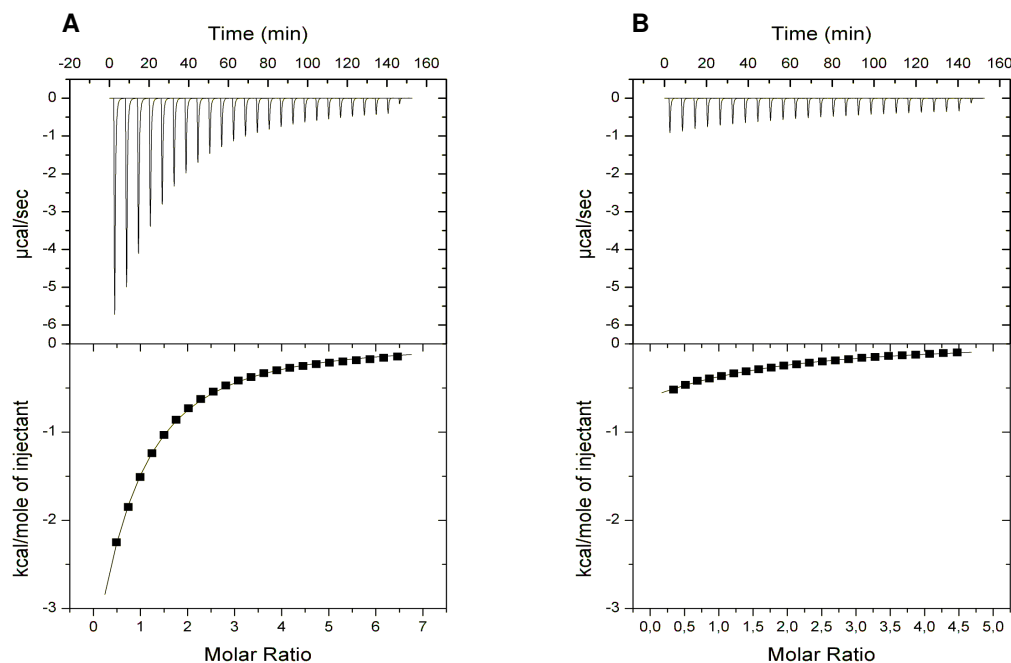 A
Time (min)
-20 0 20 40 60 80 100 120 140 160
0
-1
-2
-3
-4
-5
-6
µcal/sec
0
-1
-2
-3
kcal/mole of injectant
0 1 2 3 4 5 6 7
Molar Ratio
B
Time (min)
0 20 40 60 80 100 120 140 160
0
-1
-2
-3
-4
-5
-6
µcal/sec
0
-1
-2
-3
kcal/mole of injectant
0,0 0,5 1,0 1,5 2,0 2,5 3,0 3,5 4,0 4,5 5,0
Molar Ratio